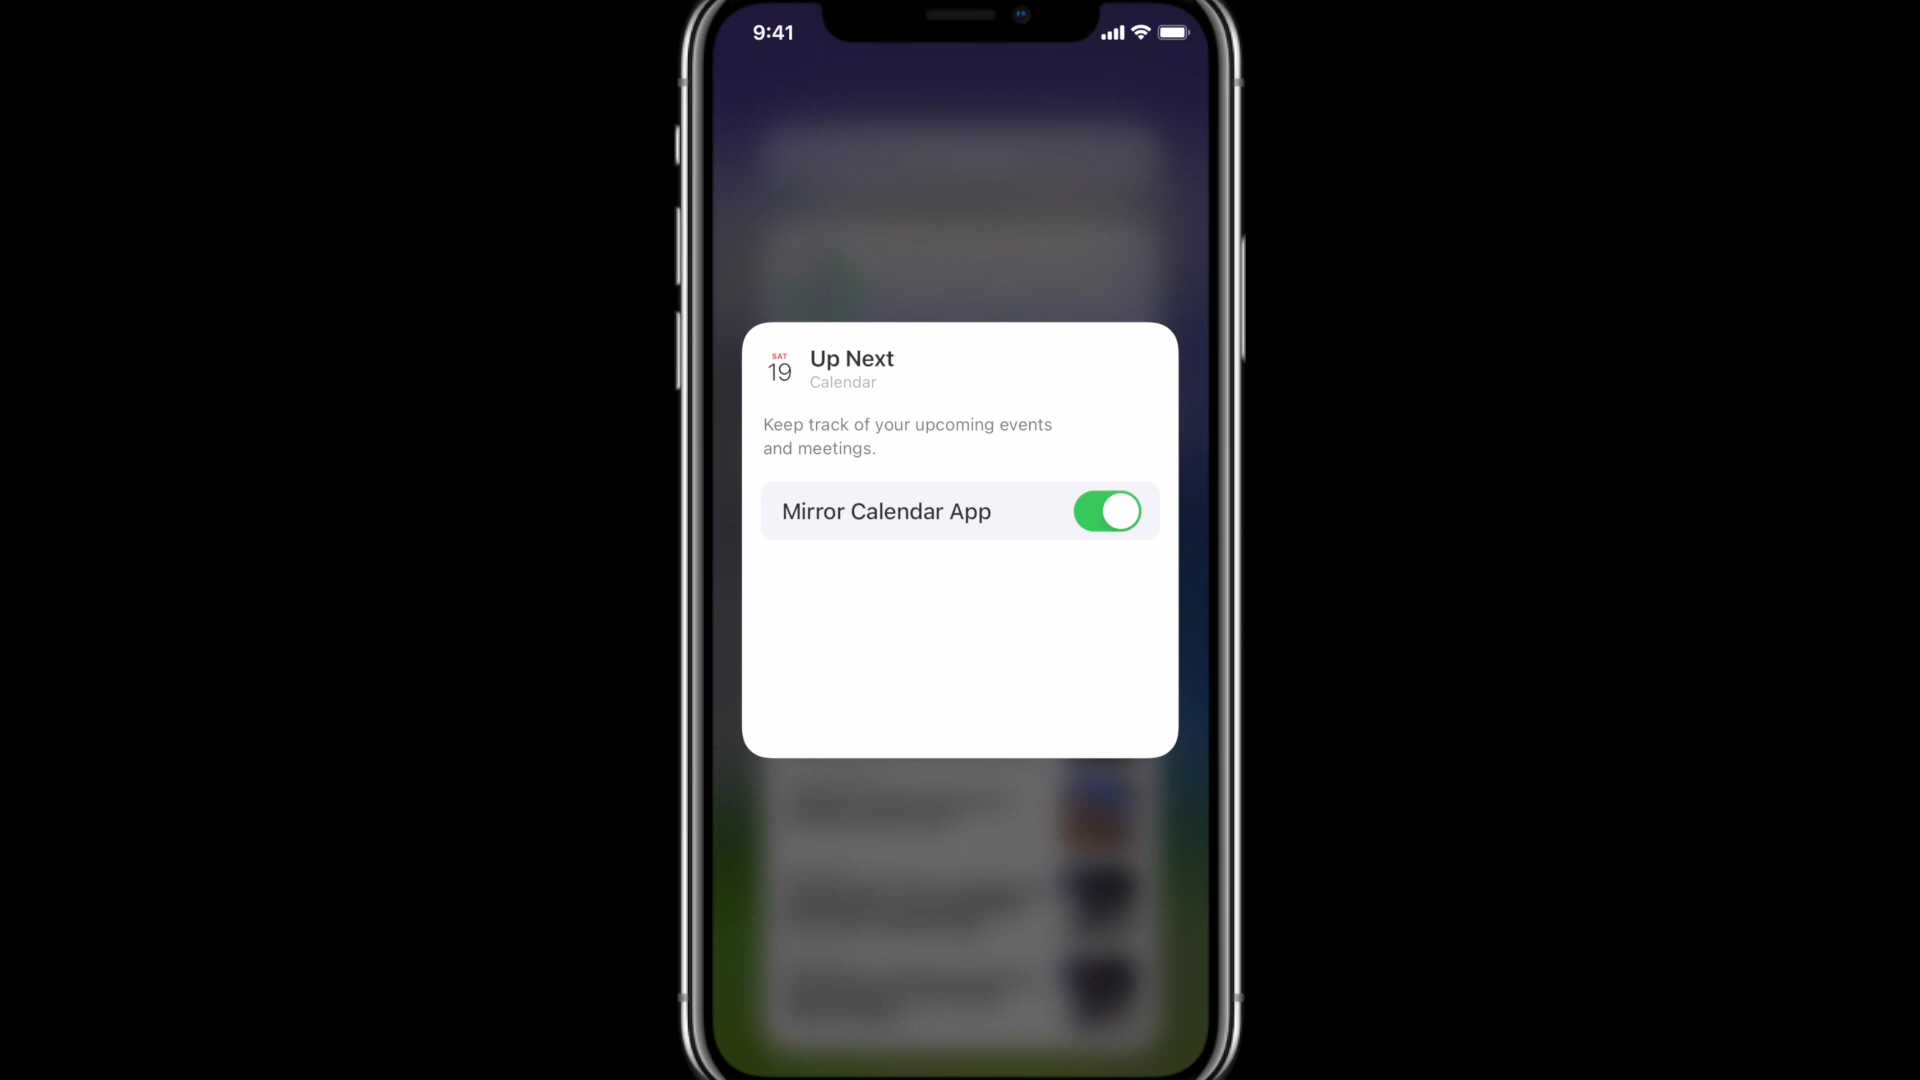 9:41
SAT
19
Up Next
Calendar
Keep track of your upcoming events
and meetings.
Mirror Calendar App